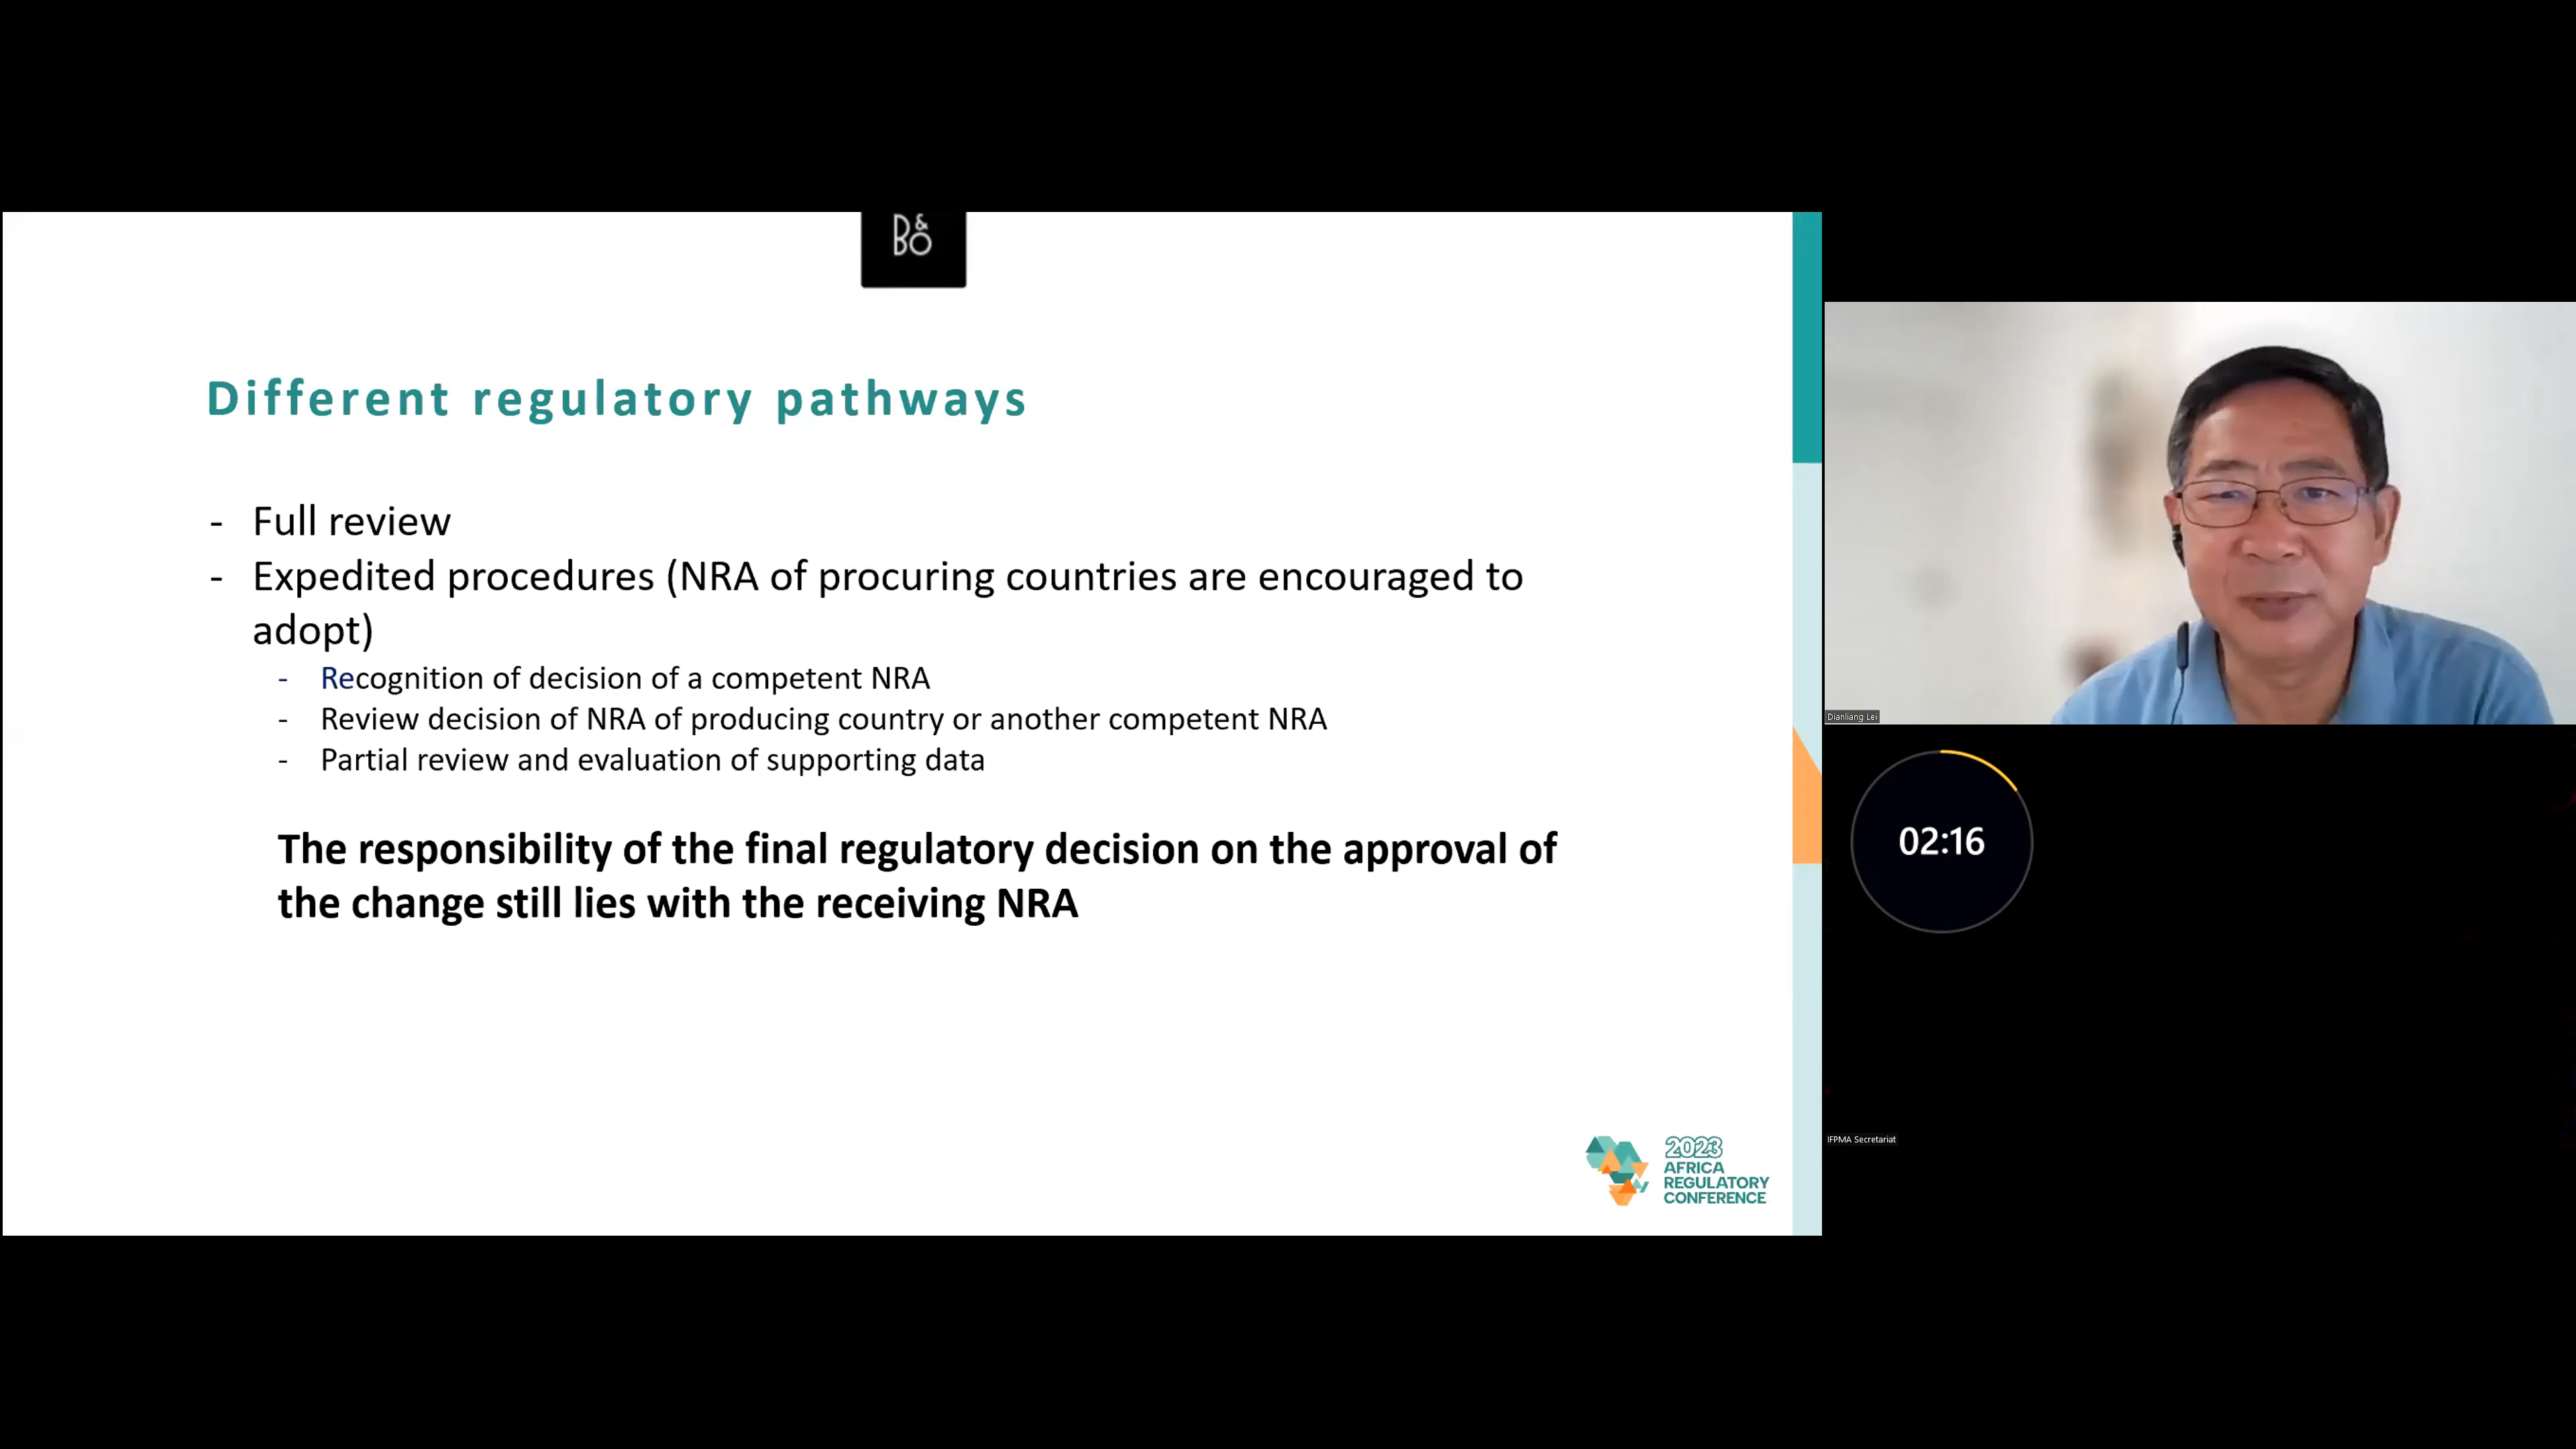 B&O
Different regulatory pathways
- Full review
- Expedited procedures (NRA of procuring countries are encouraged to
adopt)
- Recognition of decision of a competent NRA
- Review decision of NRA of producing country or another competent NRA
- Partial review and evaluation of supporting data
The responsibility of the final regulatory decision on the approval of
the change still lies with the receiving NRA
2023
AFRICA
REGULATORY
CONFERENCE
Dianliang Lei
02:16
IFPMA Secretariat